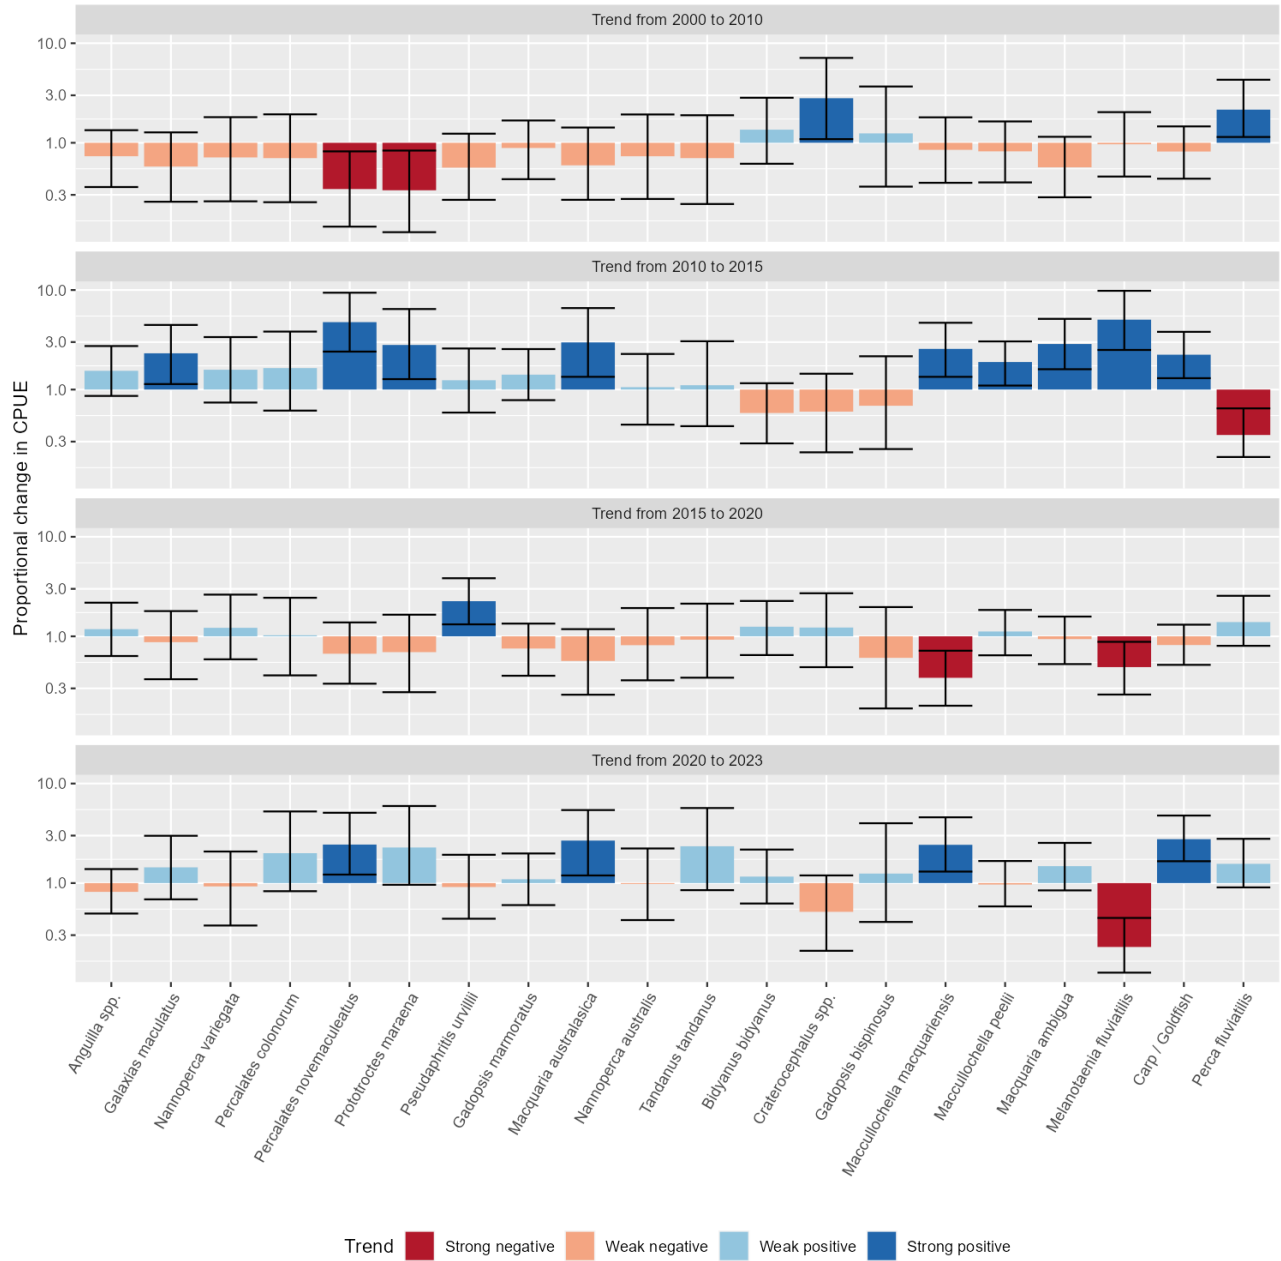 Trend from 2000 to 2010
10.0
3.0
1.0
0.3
Trend from 2010 to 2015
10.0
3.0
1.0
0.3
Proportional change in CPUE
Trend from 2015 to 2020
10.0
3.0
1.0
0.3
Trend from 2020 to 2023
10.0
3.0
1.0
0.3
Anguilla spp.
Galaxias maculatus
Nannoperca variegata
Percalates colonorum
Percalates novemaculeatus
Prototroctes maraena
Pseudaphritis urvillii
Gadopsis marmoratus
Macquaria australasica
Nannoperca australis
Tandanus tandanus
Bidyanus bidyanus
Craterocephalus spp.
Gadopsis bispinosus
Maccullochella macquariensis
Maccullochella peelii
Macquaria ambigua
Melanotaenia fluviatilis
Carp / Goldfish
Perca fluviatilis
Trend
Strong negative
Weak negative
Weak positive
Strong positive